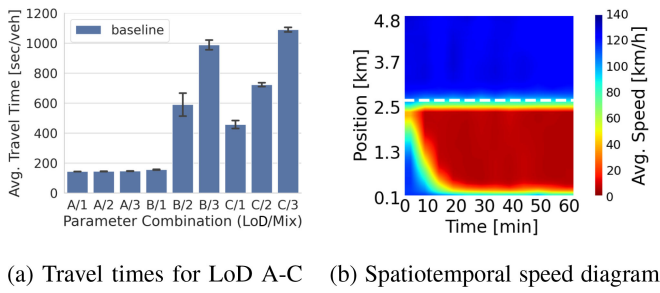 1200
1000
800
600
400
200
0
Avg. Travel Time [sec/veh]
baseline
A/1 A/2 A/3 B/1 B/2 B/3 C/1 C/2 C/3
Parameter Combination (LoD/Mix)
(a) Travel times for LoD A-C
4.8
3.7
2.5
1.3
0.1
Position [km]
0 10 20 30 40 50 60
Time [min]
140
120
100
80
60
40
20
0
Avg. Speed [km/h]
(b) Spatiotemporal speed diagram